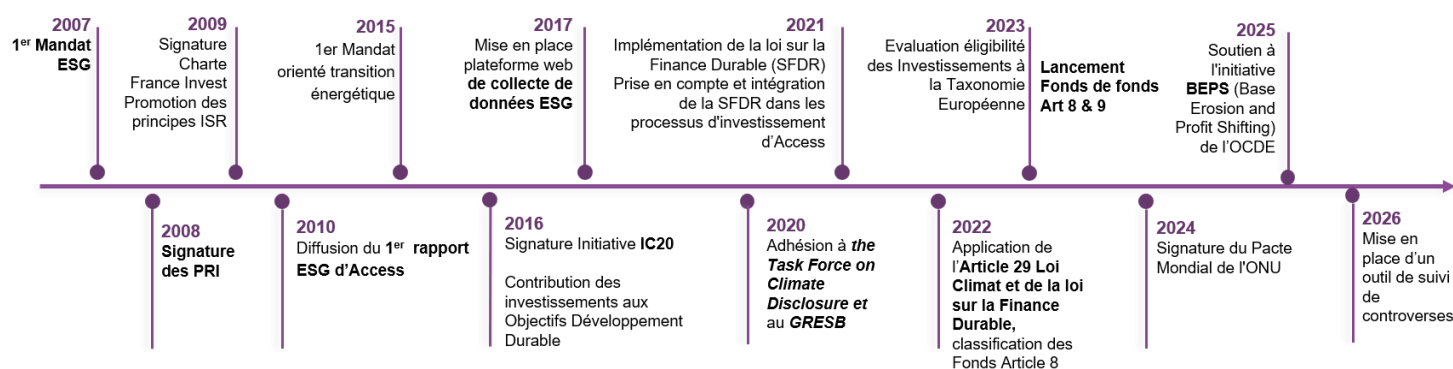 2007
1er Mandat
ESG
2009
Signature
Charte
France Invest
Promotion des
principes ISR
2015
1er Mandat
orienté transition
énergétique
2017
Mise en place
plateforme web
de collecte de
données ESG
2021
Implémentation de la loi sur la
Finance Durable (SFDR)
Prise en compte et intégration
de la SFDR dans les
processus d'investissement
d'Access
2023
Evaluation éligibilité
des Investissements à
la Taxonomie
Européenne
Lancement
Fonds de fonds
Art 8 & 9
2025
Soutien à
l'initiative
BEPS (Base
Erosion and
Profit Shifting)
de l'OCDE
2008
Signature
des PRI
2010
Diffusion du 1er rapport
ESG d'Access
2016
Signature Initiative IC20
Contribution des
investissements aux
Objectifs Développement
Durable
2020
Adhésion à the
Task Force on
Climate
Disclosure et
au GRESB
2022
Application de
l'Article 29 Loi
Climat et de la loi
sur la Finance
Durable,
classification des
Fonds Article 8
2024
Signature du Pacte
Mondial de l'ONU
2026
Mise en
place d'un
outil de suivi
de
controverses